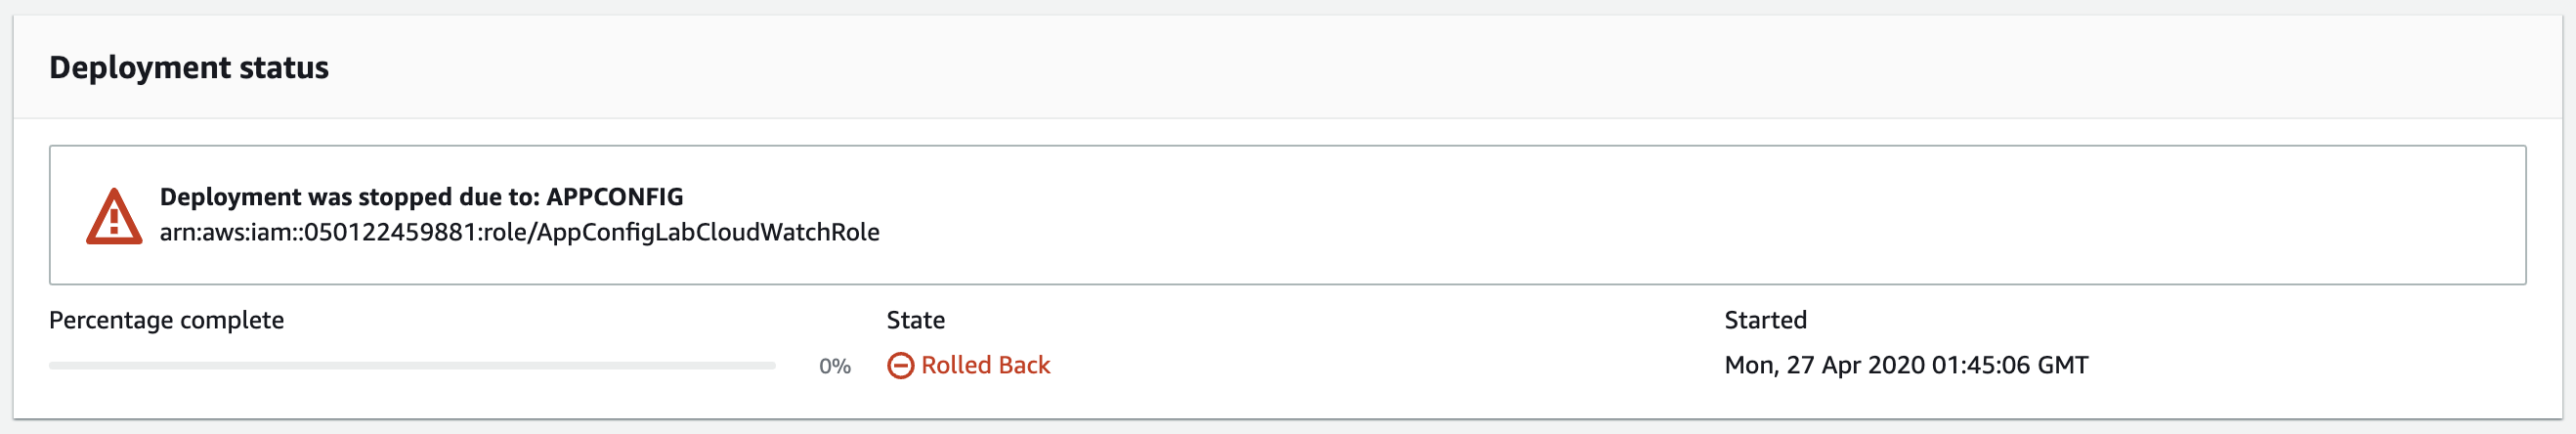 Deployment status
Deployment was stopped due to: APPCONFIG
arn:aws:iam::050122459881:role/AppConfigLabCloudWatchRole
Percentage complete
0%
State
Rolled Back
Started
Mon, 27 Apr 2020 01:45:06 GMT